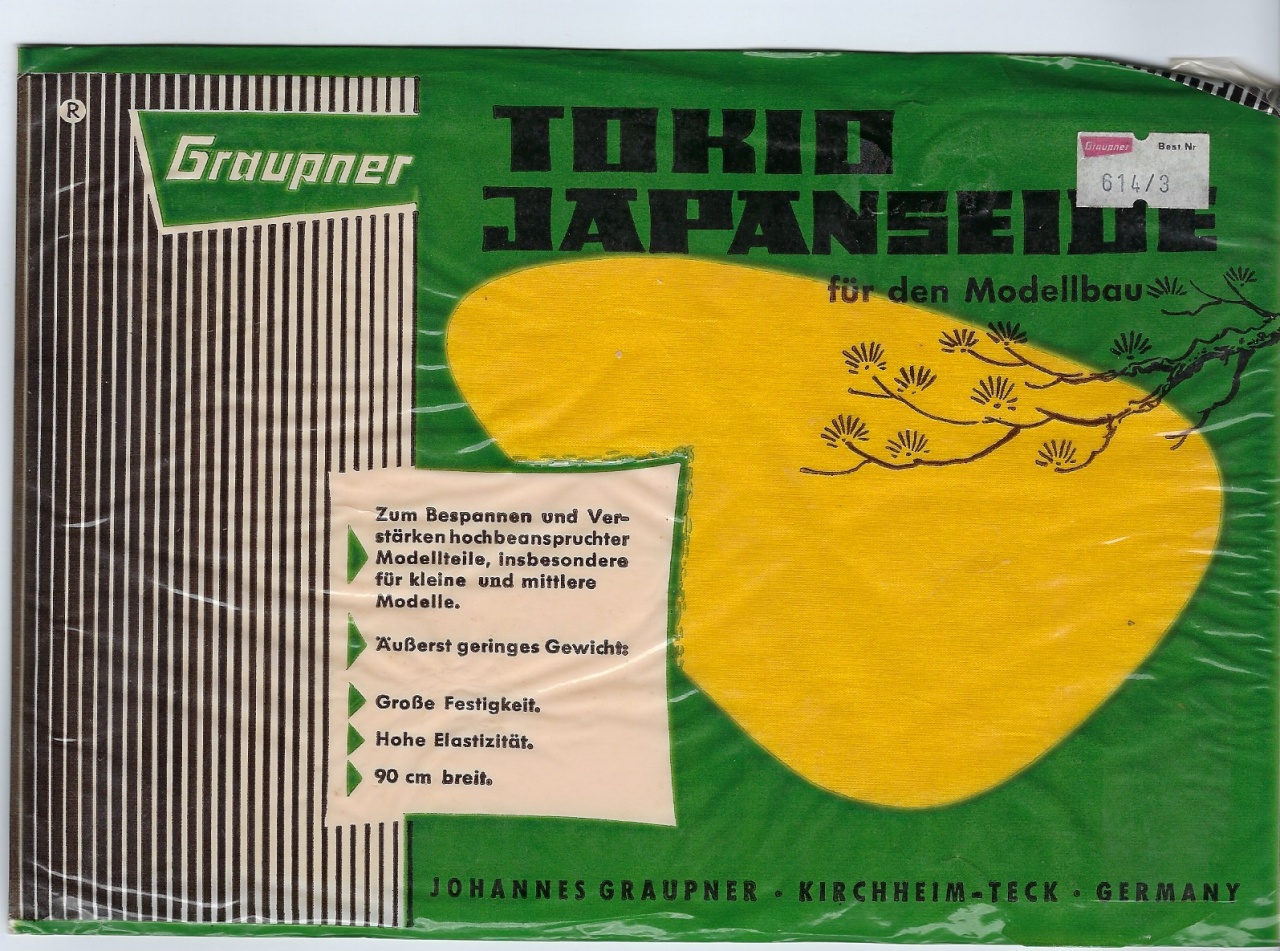 ®
Graupner
TOKIO
JAPANSEIDE
Graupner Best. Nr
614/3
für den Modellbau
Zum Bespannen und Ver-
stärken hochbeanspruchter
Modellteile, insbesondere
für kleine und mittlere
Modelle.
Äußerst geringes Gewicht:
Große Festigkeit.
Hohe Elastizität.
90 cm breit.
JOHANNES GRAUPNER · KIRCHHEIM-TECK · GERMANY